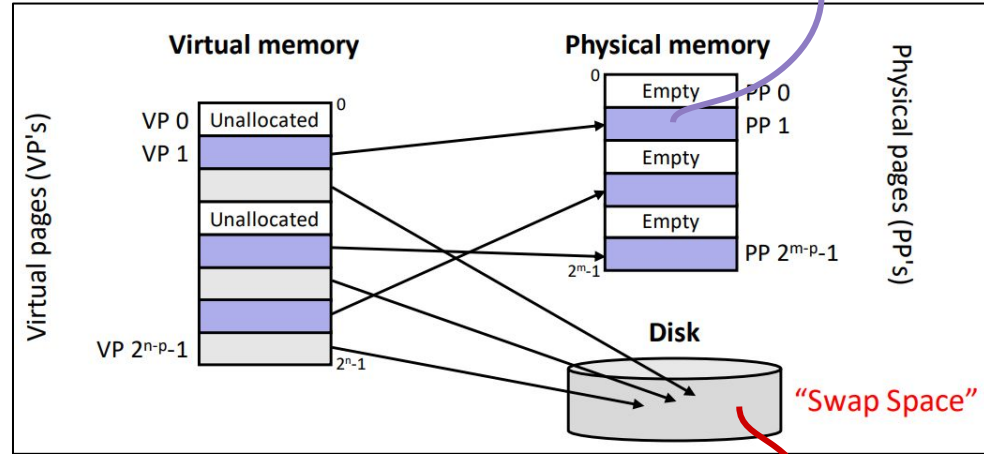 Virtual memory
Physical memory
Virtual pages (VP's)
0
VP 0
Unallocated
VP 1
Unallocated
VP 2ⁿ⁻ᵖ-1
2ⁿ-1
0
Empty
PP 0
PP 1
Empty
Empty
PP 2ᵐ⁻ᵖ-1
2ᵐ-1
Physical pages (PP's)
Disk
“Swap Space”